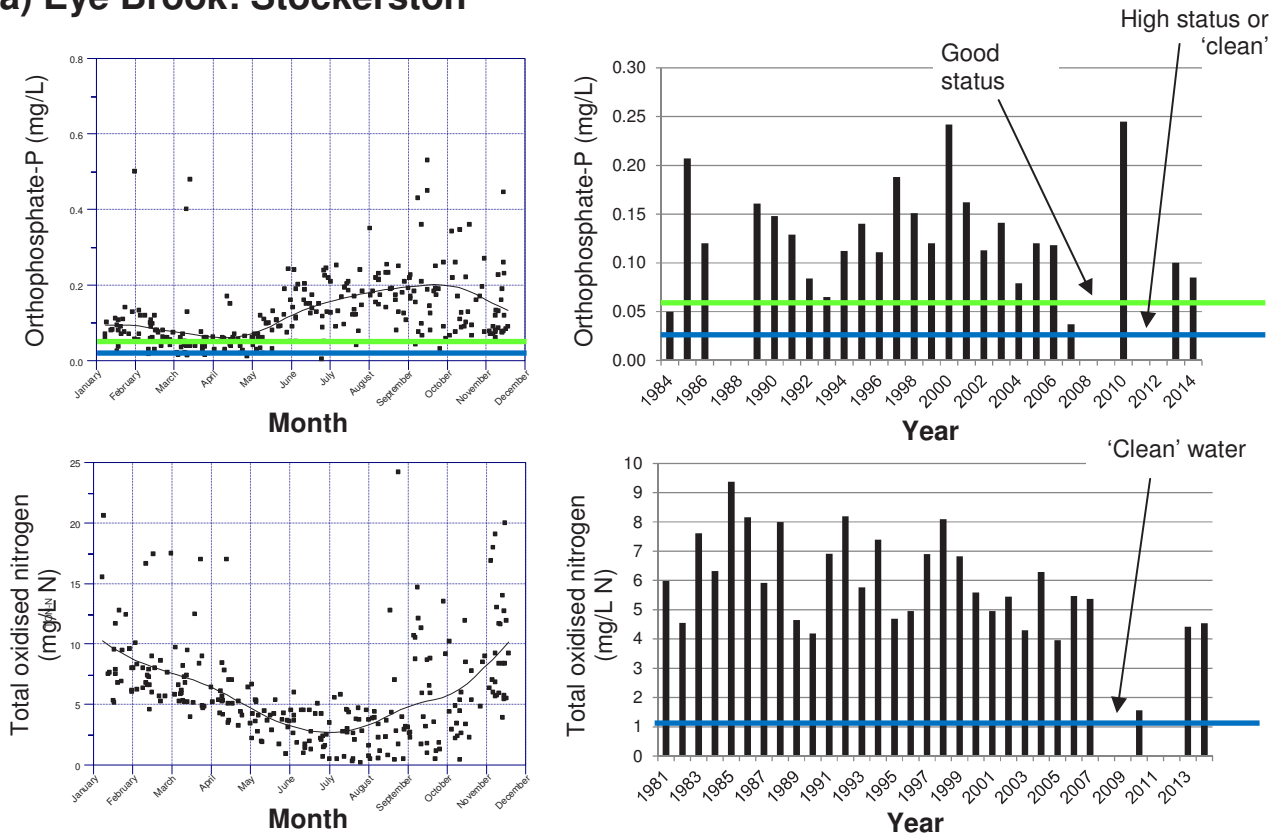 a) Eye Brook: Stockerston
Orthophosphate-P (mg/L)
0.8
0.6
0.4
0.2
0.0
January
February
March
April
May
June
July
August
September
October
November
December
Month
High status or
‘clean’
Good
status
Orthophosphate-P (mg/L)
0.30
0.25
0.20
0.15
0.10
0.05
0.00
1984
1986
1988
1990
1992
1994
1996
1998
2000
2002
2004
2006
2008
2010
2012
2014
Year
Total oxidised nitrogen
(mg/L N)
25
20
15
10
5
0
January
February
March
April
May
June
July
August
September
October
November
December
Month
‘Clean’ water
Total oxidised nitrogen
(mg/L N)
10
9
8
7
6
5
4
3
2
1
0
1981
1983
1985
1987
1989
1991
1993
1995
1997
1999
2001
2003
2005
2007
2009
2011
2013
Year